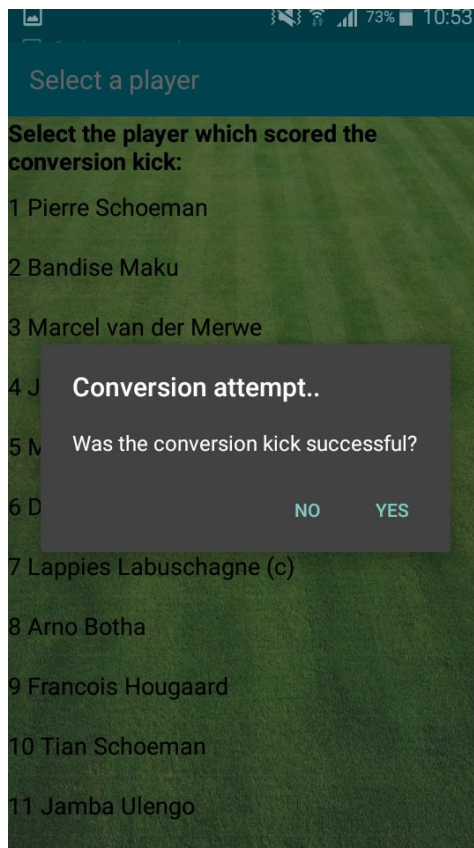 73% 10:53
Select a player
Select the player which scored the
conversion kick:
1 Pierre Schoeman
2 Bandise Maku
3 Marcel van der Merwe
4 J
Conversion attempt..
5 M
Was the conversion kick successful?
6 D
NO YES
7 Lappies Labuschagne (c)
8 Arno Botha
9 Francois Hougaard
10 Tian Schoeman
11 Jamba Ulengo